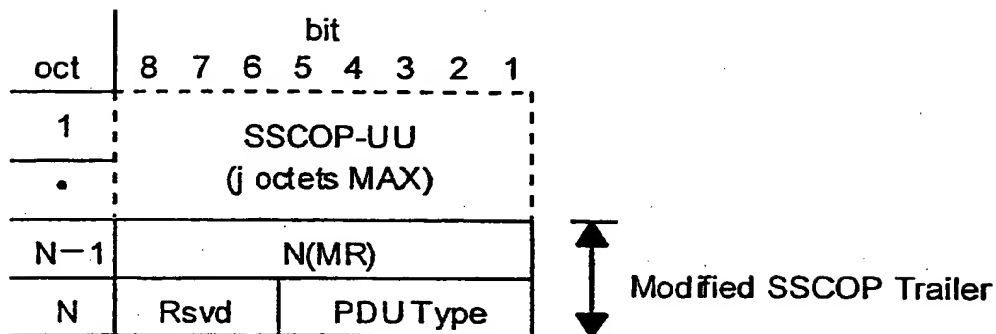 bit
oct 8 7 6 5 4 3 2 1
1 SSCOP-UU
• (j octets MAX)
N−1 N(MR)
N Rsvd PDU Type Modified SSCOP Trailer